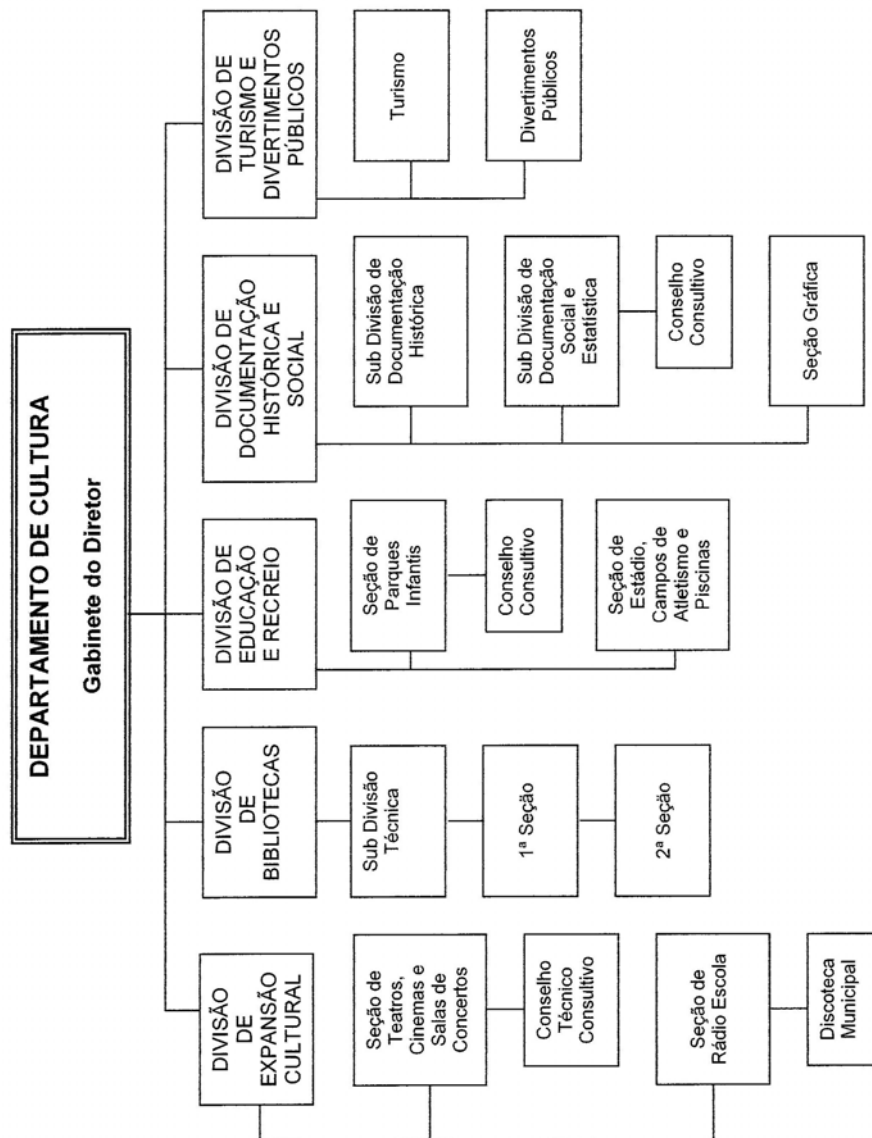 DEPARTAMENTO DE CULTURA
Gabinete do Diretor
DIVISÃO
DE
EXPANSÃO
CULTURAL
Seção de
Teatros,
Cinemas e
Salas de
Concertos
Conselho
Técnico
Consultivo
Seção de
Rádio Escola
Discoteca
Municipal
DIVISÃO
DE
BIBLIOTECAS
Sub Divisão
Técnica
1ª Seção
2ª Seção
DIVISÃO DE
EDUCAÇÃO
E RECREIO
Seção de
Parques
Infantis
Conselho
Consultivo
Seção de
Estádio,
Campos de
Atletismo e
Piscinas
DIVISÃO DE
DOCUMENTAÇÃO
HISTÓRICA E
SOCIAL
Sub Divisão de
Documentação
Histórica
Sub Divisão de
Documentação
Social e
Estatística
Conselho
Consultivo
Seção Gráfica
DIVISÃO DE
TURISMO E
DIVERTIMENTOS
PÚBLICOS
Turismo
Divertimentos
Públicos